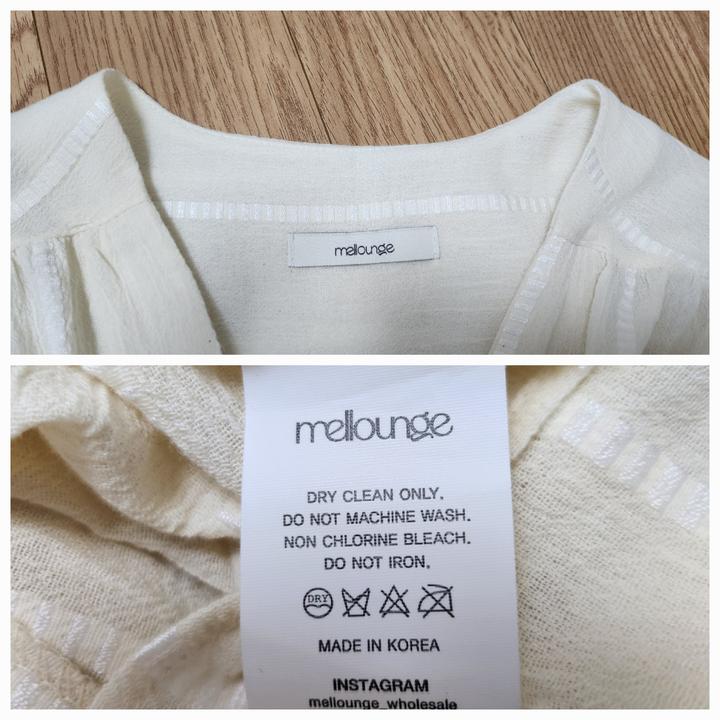 mellounge
mellounge
DRY CLEAN ONLY.
DO NOT MACHINE WASH.
NON CHLORINE BLEACH.
DO NOT IRON.
DRY
MADE IN KOREA
INSTAGRAM
mellounge_wholesale